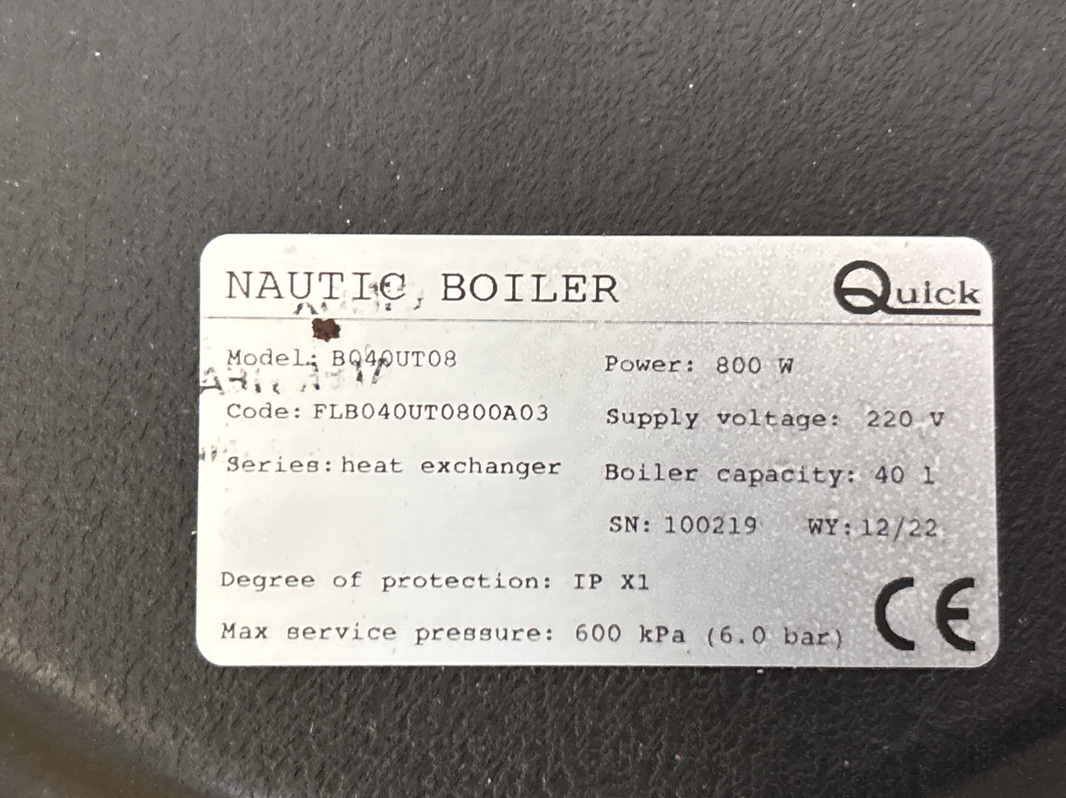 NAUTIC BOILER
Quick
Model: B040UT08
Power: 800 W
Code: FLB040UT0800A03
Supply voltage: 220 V
Series: heat exchanger
Boiler capacity: 40 l
SN: 100219 WY: 12/22
Degree of protection: IP X1
Max service pressure: 600 kPa (6.0 bar)
CE